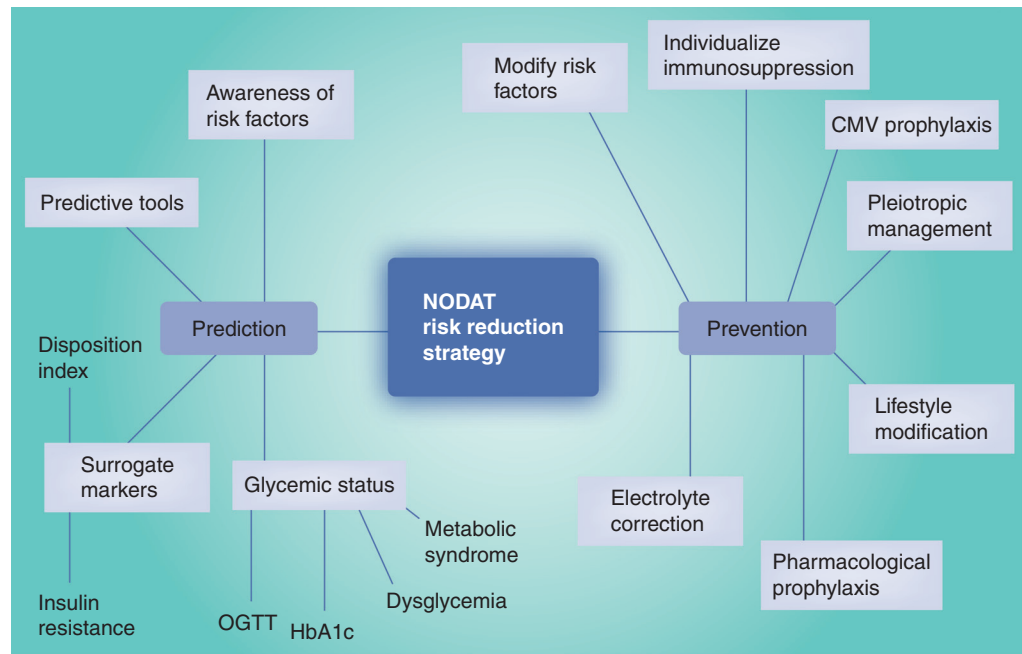 Individualize
immunosuppression
Modify risk
factors
Awareness of
risk factors
CMV prophylaxis
Predictive tools
Pleiotropic
management
NODAT
risk reduction
strategy
Prediction
Prevention
Disposition
index
Lifestyle
modification
Surrogate
markers
Glycemic status
Electrolyte
correction
Metabolic
syndrome
Pharmacological
prophylaxis
Insulin
resistance
OGTT
HbA1c
Dysglycemia